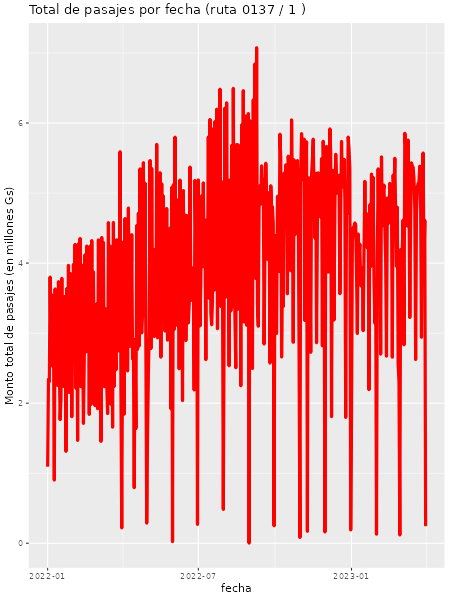 Total de pasajes por fecha (ruta 0137 / 1 )
Monto total de pasajes (en millones Gs)
6
4
2
0
2022-01 2022-07 2023-01
fecha